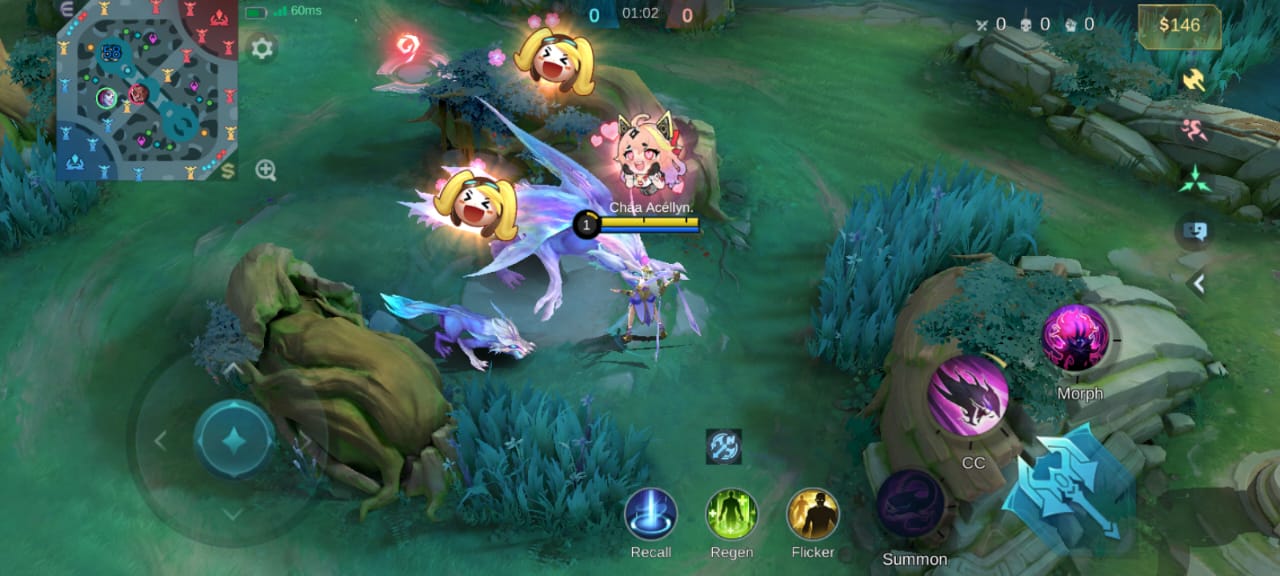 60ms
0 01:02 0
0 0 0
$146
Chaa Acéllyn.
1
Morph
CC
Recall
Regen
Flicker
Summon